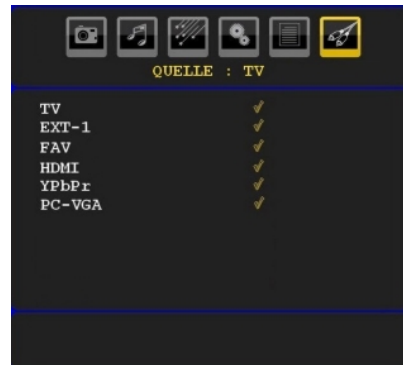 QUELLE : TV
TV
EXT-1
FAV
HDMI
YPbPr
PC-VGA